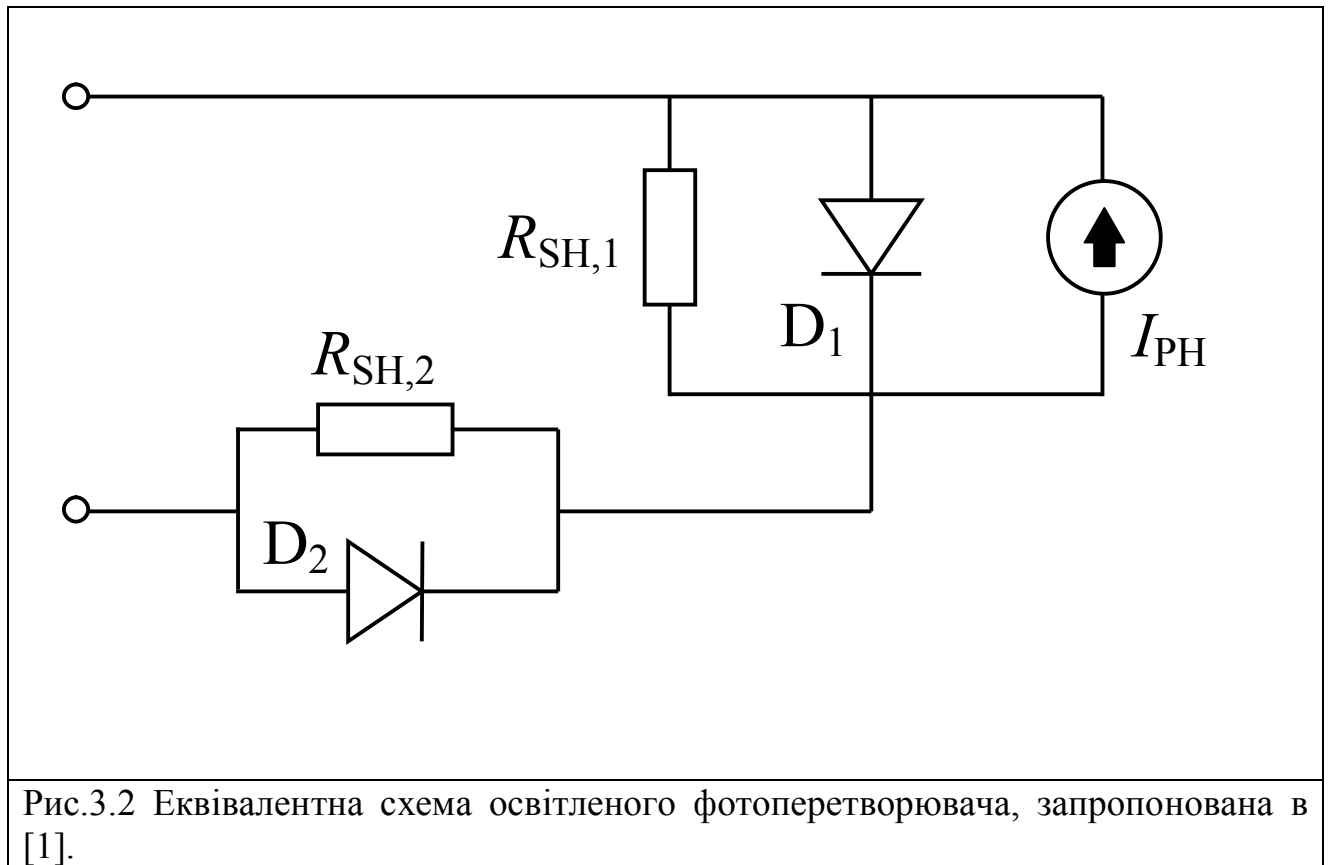 R_SH,1
D_1
I_PH
R_SH,2
D_2
Рис.3.2 Еквівалентна схема освітленого фотоперетворювача, запропонована в
[1].